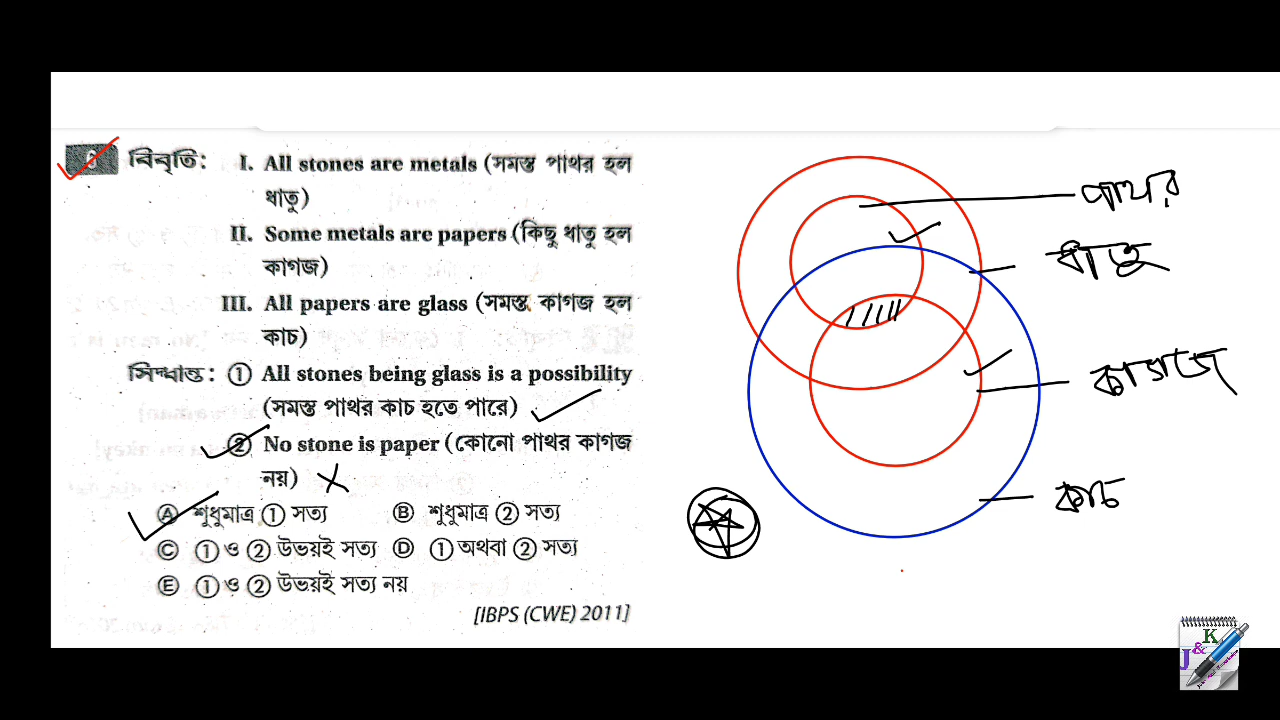 6 বিবৃতি: I. All stones are metals (সমস্ত পাথর হল
ধাতু)
II. Some metals are papers (কিছু ধাতু হল
কাগজ)
III. All papers are glass (সমস্ত কাগজ হল
কাচ)
সিদ্ধান্ত: ① All stones being glass is a possibility
(সমস্ত পাথর কাচ হতে পারে)
② No stone is paper (কোনো পাথর কাগজ
নয়)
Ⓐ শুধুমাত্র ① সত্য Ⓑ শুধুমাত্র ② সত্য
Ⓒ ① ও ② উভয়ই সত্য Ⓓ ① অথবা ② সত্য
Ⓔ ① ও ② উভয়ই সত্য নয়
[IBPS (CWE) 2011]
পাথর
ধাতু
কাগজ
কাচ
J&K